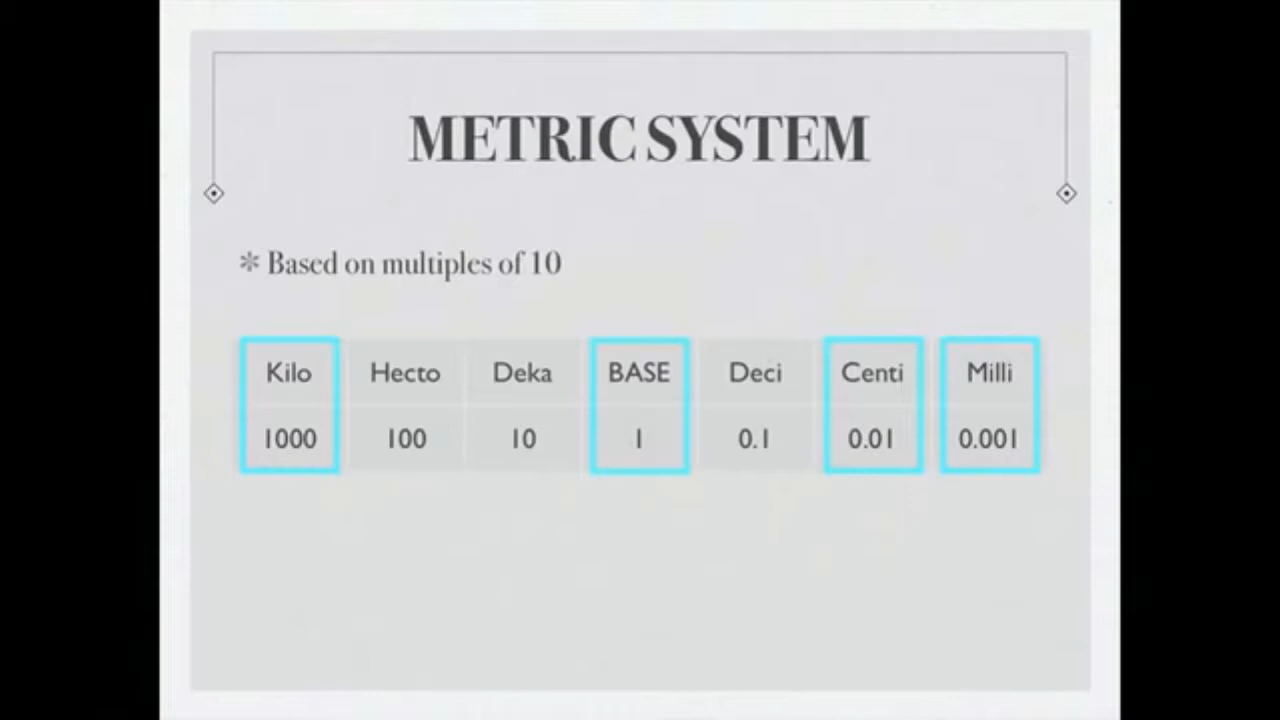 METRIC SYSTEM
✼ Based on multiples of 10
Kilo Hecto Deka BASE Deci Centi Milli
1000 100 10 1 0.1 0.01 0.001